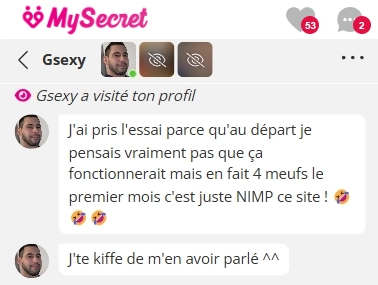 MySecret
53
2
Gsexy
Gsexy a visité ton profil
J'ai pris l'essai parce qu'au départ je
pensais vraiment pas que ça
fonctionnerait mais en fait 4 meufs le
premier mois c'est juste NIMP ce site ! 🤣
🤣 🤣
J'te kiffe de m'en avoir parlé ^^